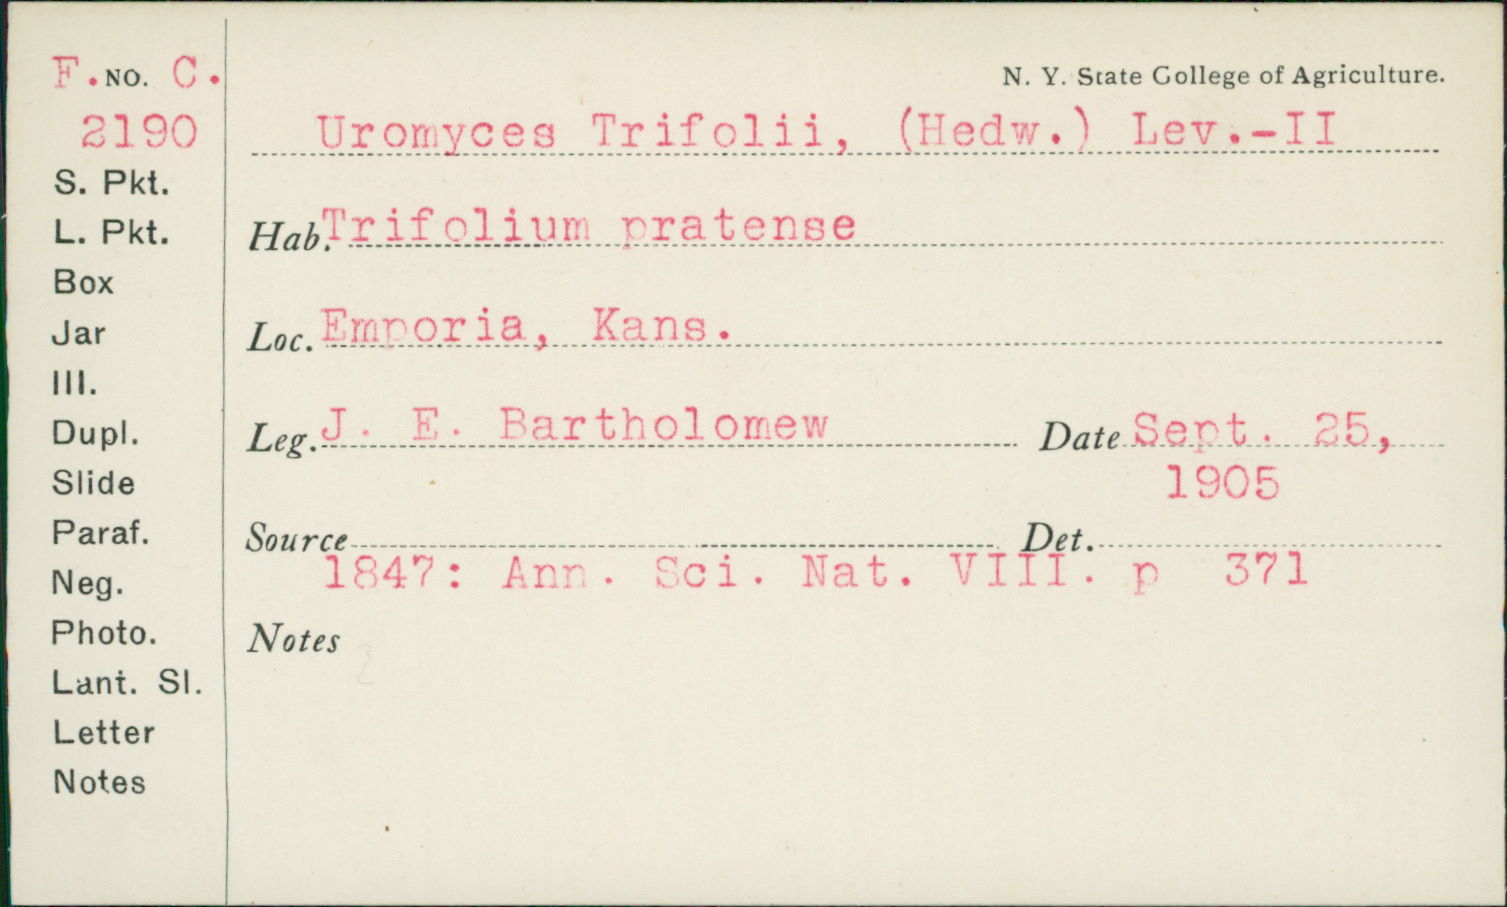 F. NO. C.
2190
S. Pkt.
L. Pkt.
Box
Jar
Ill.
Dupl.
Slide
Paraf.
Neg.
Photo.
Lant. Sl.
Letter
Notes
N. Y. State College of Agriculture.
Uromyces Trifolii, (Hedw.) Lev.-II
Hab. Trifolium pratense
Loc. Emporia, Kans.
Leg. J. E. Bartholomew Date Sept. 25,
1905
Source Det.
1847: Ann. Sci. Nat. VIII. p 371
Notes